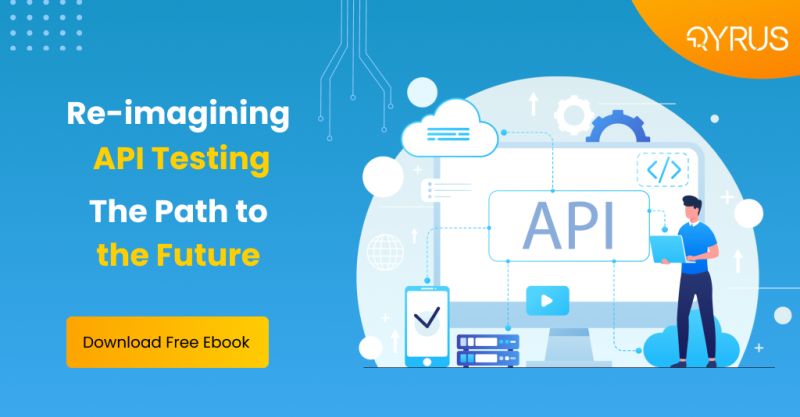 QYRUS
Re-imagining
API Testing
The Path to
the Future
Download Free Ebook
</>
API